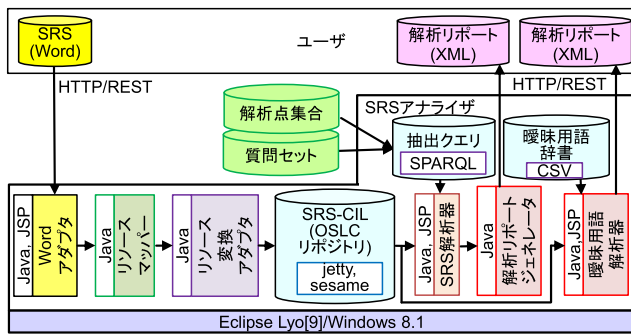 SRS
(Word)
ユーザ
解析リポート
(XML)
解析リポート
(XML)
HTTP/REST
HTTP/REST
SRSアナライザ
解析点集合
質問セット
抽出クエリ
SPARQL
曖昧用語
辞書
CSV
Java, JSP
Word
アダプタ
Java
リソース
マッパー
Java
リソース
変換
アダプタ
SRS-CIL
(OSLC
リポジトリ)
jetty,
sesame
Java, JSP
SRS解析器
Java
解析リポート
ジェネレータ
Java,JSP
曖昧用語
解析器
Eclipse Lyo[9]/Windows 8.1